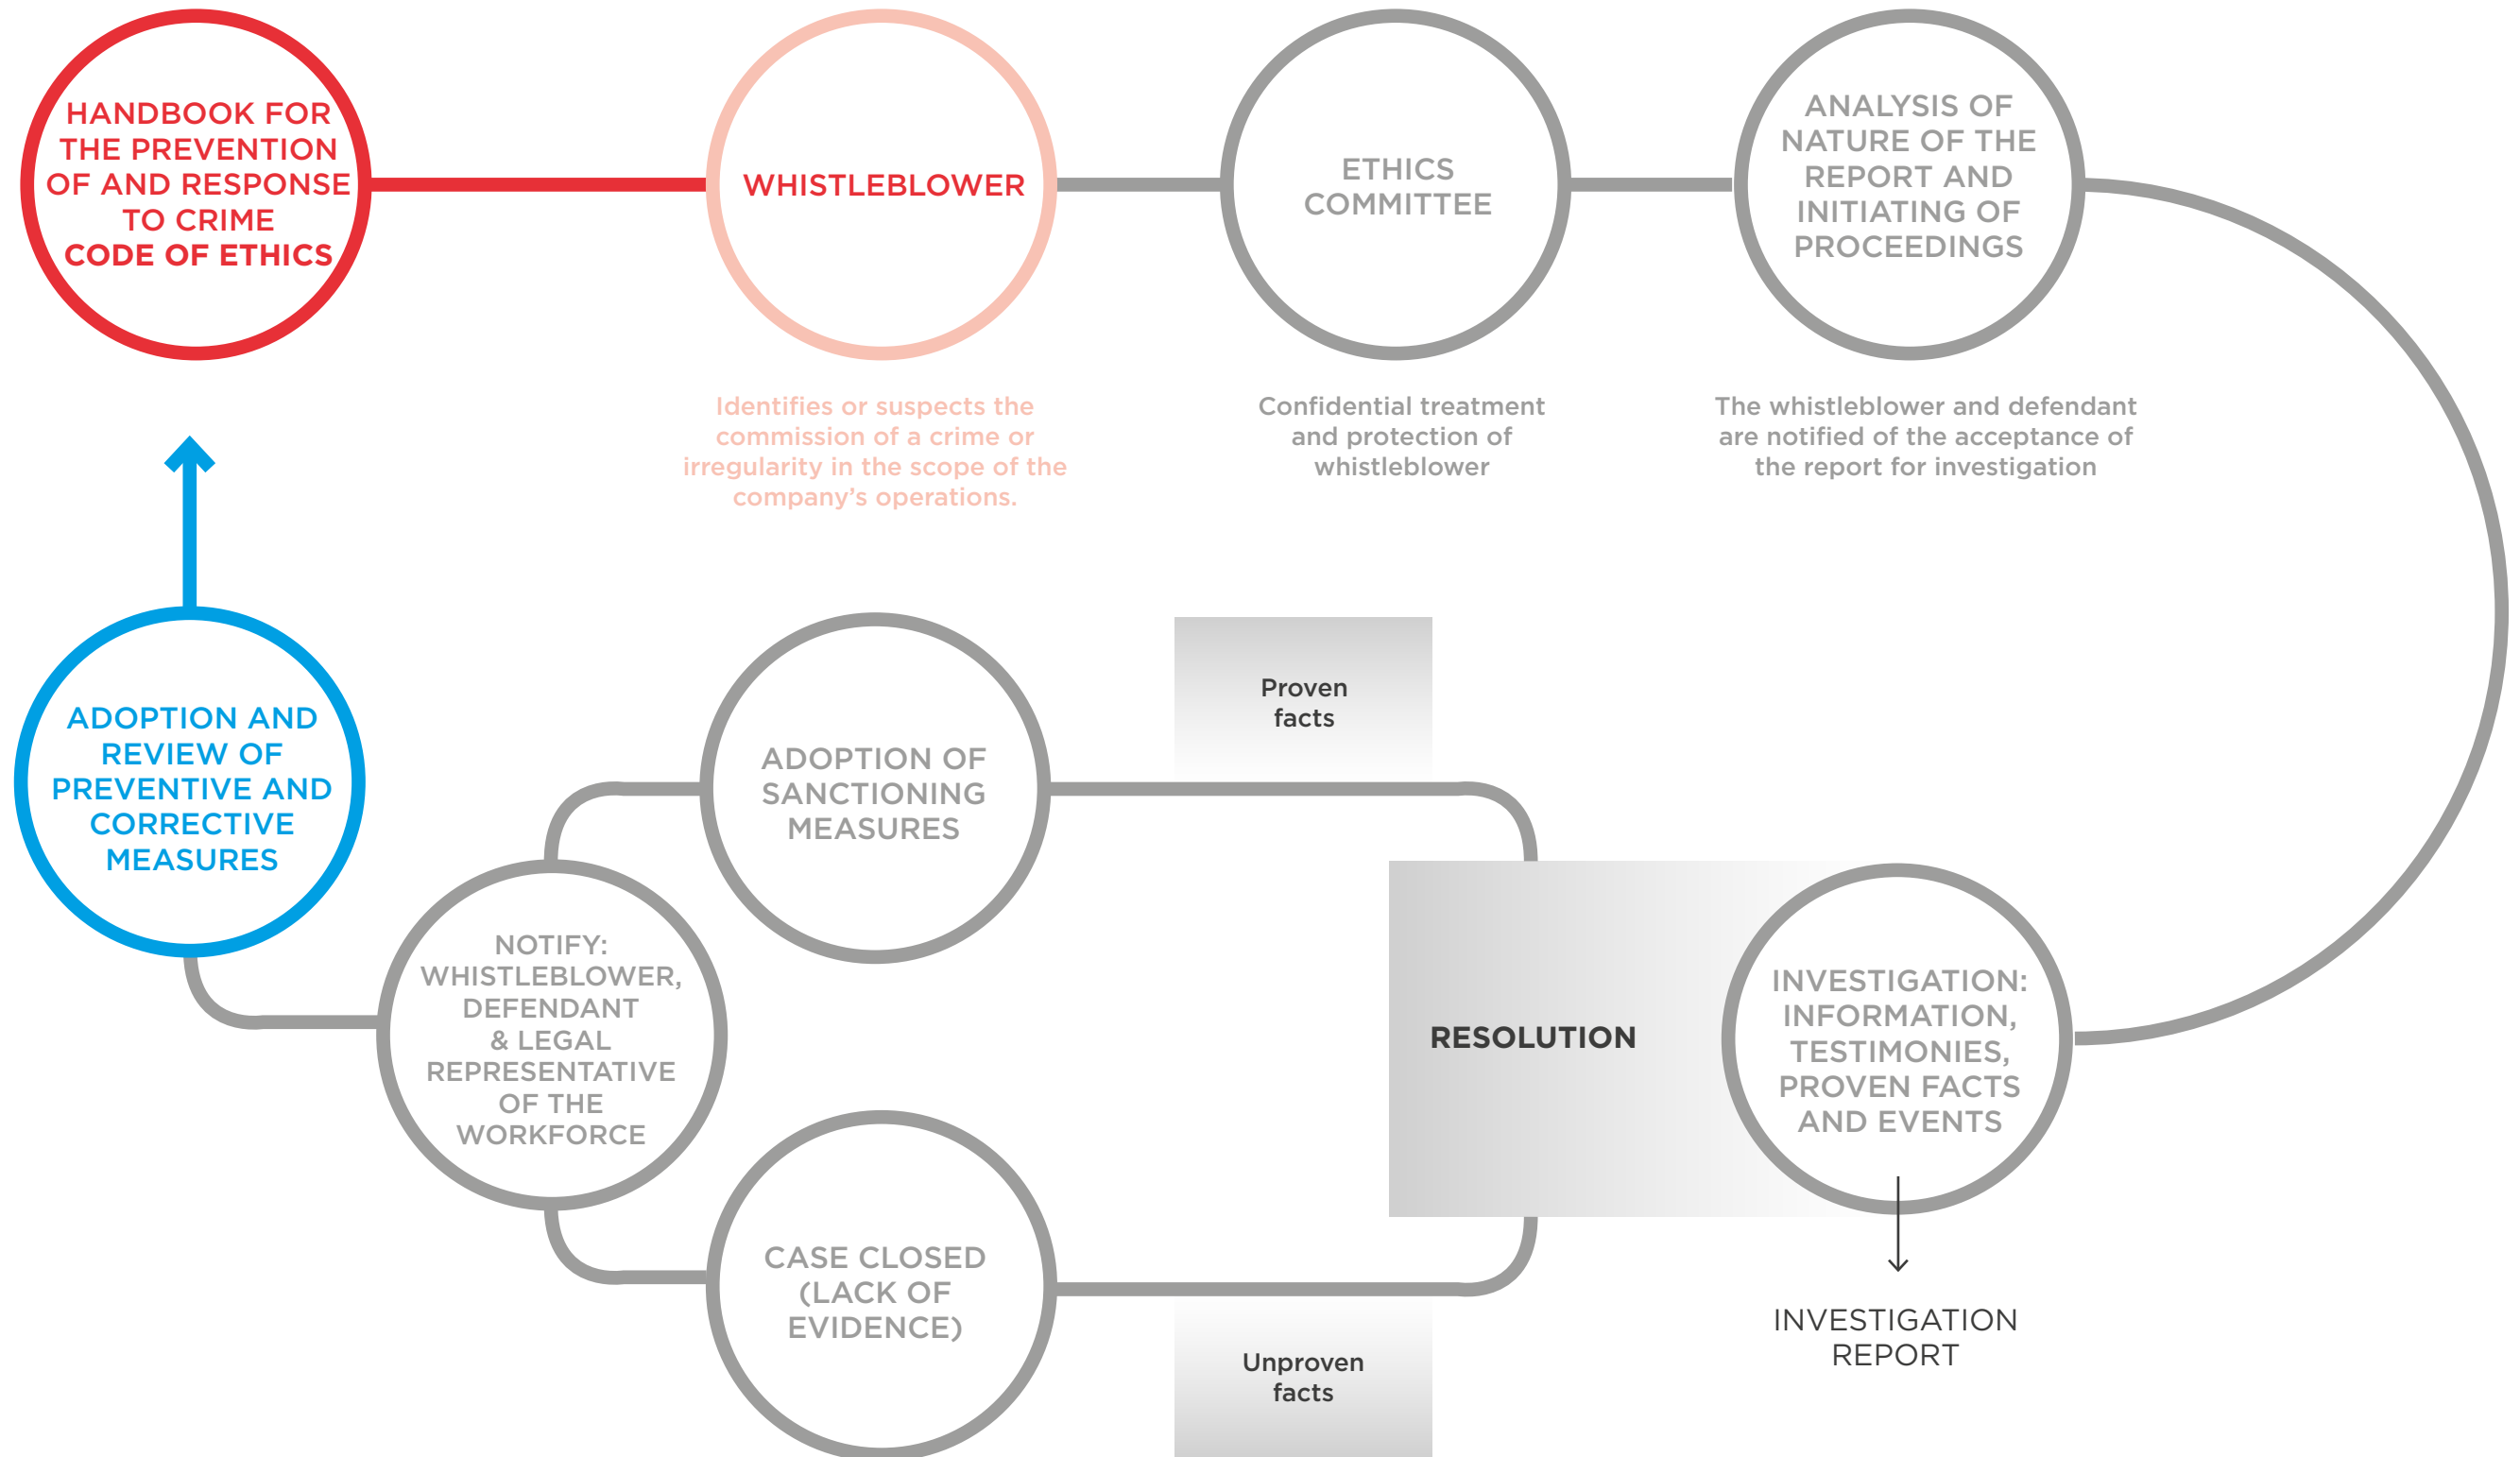 HANDBOOK FOR
THE PREVENTION
OF AND RESPONSE
TO CRIME
CODE OF ETHICS
WHISTLEBLOWER
Identifies or suspects the
commission of a crime or
irregularity in the scope of the
company’s operations.
ETHICS
COMMITTEE
Confidential treatment
and protection of
whistleblower
ANALYSIS OF
NATURE OF THE
REPORT AND
INITIATING OF
PROCEEDINGS
The whistleblower and defendant
are notified of the acceptance of
the report for investigation
INVESTIGATION:
INFORMATION,
TESTIMONIES,
PROVEN FACTS
AND EVENTS
INVESTIGATION
REPORT
RESOLUTION
Proven
facts
ADOPTION OF
SANCTIONING
MEASURES
Unproven
facts
CASE CLOSED
(LACK OF
EVIDENCE)
NOTIFY:
WHISTLEBLOWER,
DEFENDANT
& LEGAL
REPRESENTATIVE
OF THE
WORKFORCE
ADOPTION AND
REVIEW OF
PREVENTIVE AND
CORRECTIVE
MEASURES